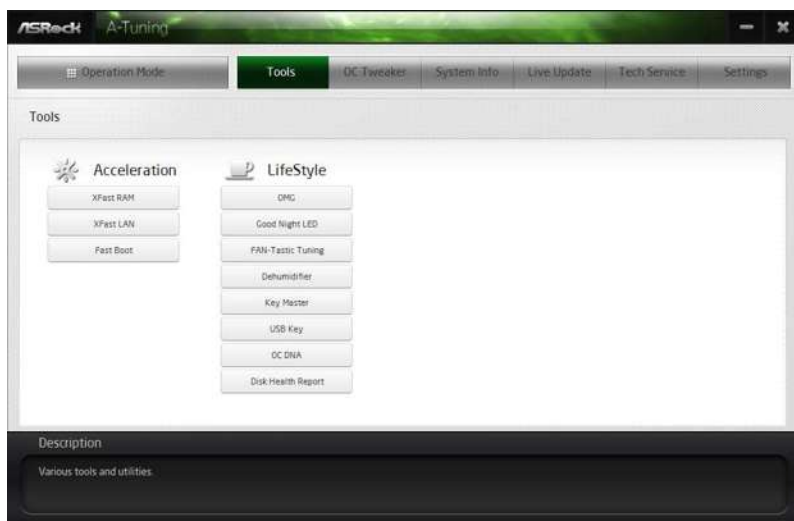 ASRock A-Tuning
Operation Mode Tools OC Tweaker System Info Live Update Tech Service Settings
Tools
Acceleration
XFast RAM
XFast LAN
Fast Boot
LifeStyle
OMG
Good Night LED
FAN-Tastic Tuning
Dehumidifier
Key Master
USB Key
OC DNA
Disk Health Report
Description
Various tools and utilities.